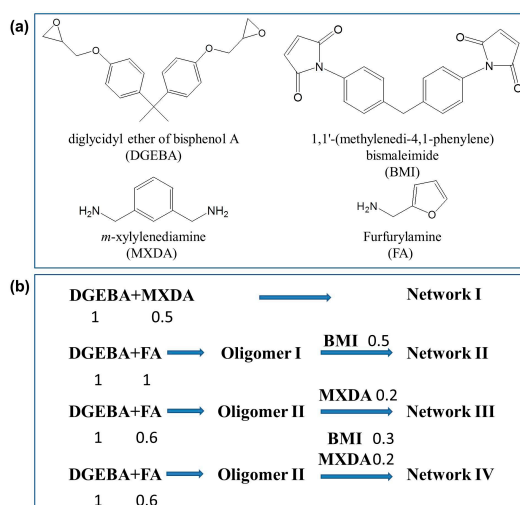 (a)
O
O
O
O
O
O
O
O
N
N
O
O
diglycidyl ether of bisphenol A
(DGEBA)
1,1'-(methylenedi-4,1-phenylene)
bismaleimide
(BMI)
H₂N
NH₂
H₂N
O
m-xylylenediamine
(MXDA)
Furfurylamine
(FA)
(b)
DGEBA+MXDA Network I
1 0.5
BMI 0.5
DGEBA+FA Oligomer I Network II
1 1
MXDA 0.2
DGEBA+FA Oligomer II Network III
1 0.6
BMI 0.3
MXDA 0.2
DGEBA+FA Oligomer II Network IV
1 0.6